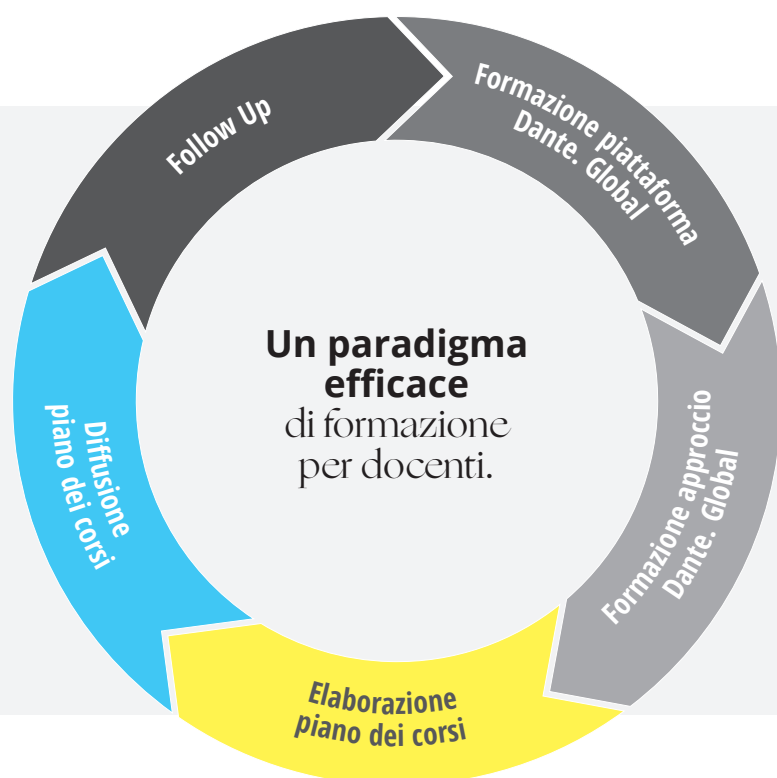 Follow Up
Formazione piattaforma
Dante. Global
Formazione approccio
Dante. Global
Elaborazione
piano dei corsi
Diffusione
piano dei corsi
Un paradigma
efficace
di formazione
per docenti.